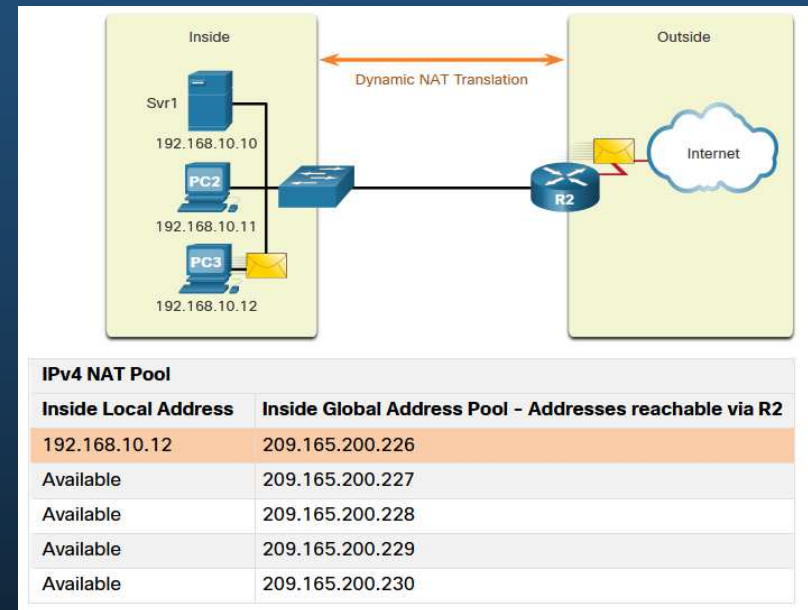 Inside
Outside
Dynamic NAT Translation
Svr1
192.168.10.10
Internet
PC2
R2
192.168.10.11
PC3
192.168.10.12
IPv4 NAT Pool
Inside Local Address Inside Global Address Pool - Addresses reachable via R2
192.168.10.12 209.165.200.226
Available 209.165.200.227
Available 209.165.200.228
Available 209.165.200.229
Available 209.165.200.230